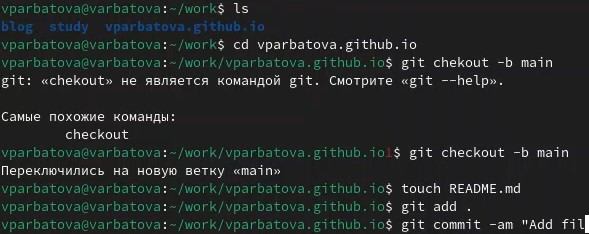 vparbatova@varbatova:~/work$ ls
blog study vparbatova.github.io
vparbatova@varbatova:~/work$ cd vparbatova.github.io
vparbatova@varbatova:~/work/vparbatova.github.io$ git chekout -b main
git: «chekout» не является командой git. Смотрите «git --help».
Самые похожие команды:
checkout
vparbatova@varbatova:~/work/vparbatova.github.io1$ git checkout -b main
Переключились на новую ветку «main»
vparbatova@varbatova:~/work/vparbatova.github.io$ touch README.md
vparbatova@varbatova:~/work/vparbatova.github.io$ git add .
vparbatova@varbatova:~/work/vparbatova.github.io$ git commit -am "Add fil